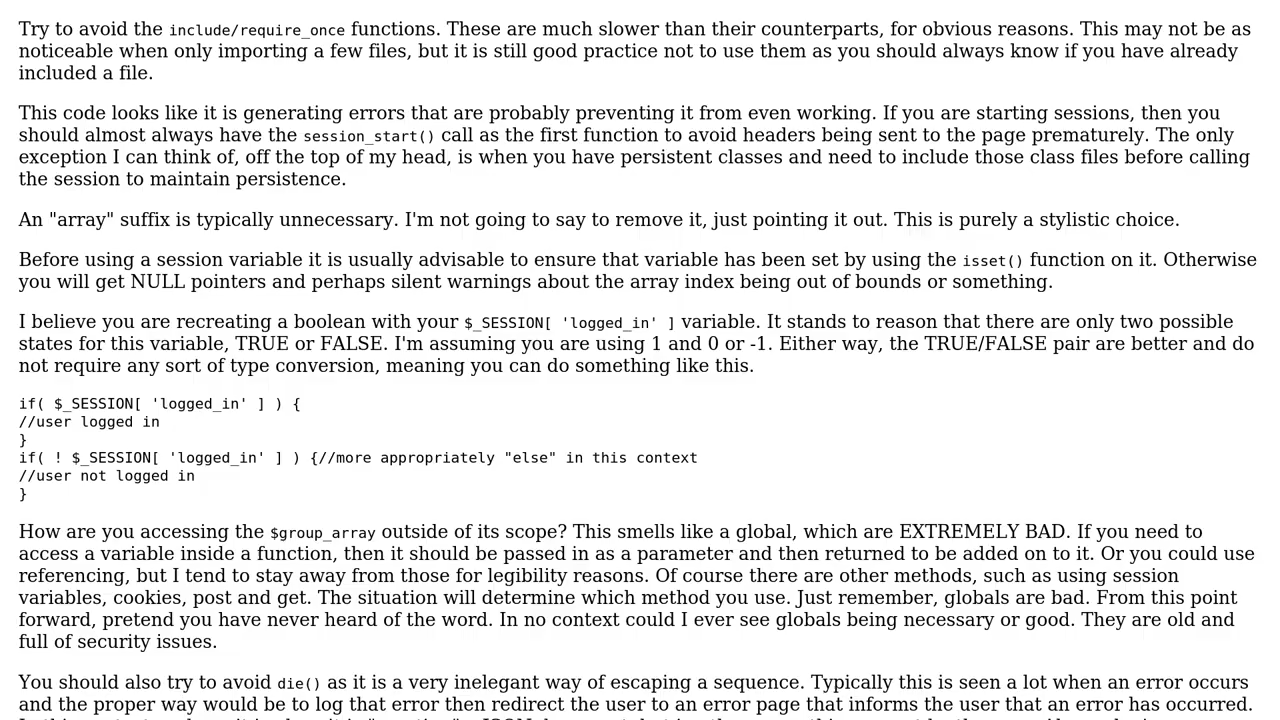 Try to avoid the include/require_once functions. These are much slower than their counterparts, for obvious reasons. This may not be as
noticeable when only importing a few files, but it is still good practice not to use them as you should always know if you have already
included a file.
This code looks like it is generating errors that are probably preventing it from even working. If you are starting sessions, then you
should almost always have the session_start() call as the first function to avoid headers being sent to the page prematurely. The only
exception I can think of, off the top of my head, is when you have persistent classes and need to include those class files before calling
the session to maintain persistence.
An "array" suffix is typically unnecessary. I'm not going to say to remove it, just pointing it out. This is purely a stylistic choice.
Before using a session variable it is usually advisable to ensure that variable has been set by using the isset() function on it. Otherwise
you will get NULL pointers and perhaps silent warnings about the array index being out of bounds or something.
I believe you are recreating a boolean with your $_SESSION[ 'logged_in' ] variable. It stands to reason that there are only two possible
states for this variable, TRUE or FALSE. I'm assuming you are using 1 and 0 or -1. Either way, the TRUE/FALSE pair are better and do
not require any sort of type conversion, meaning you can do something like this.
if( $_SESSION[ 'logged_in' ] ) {
//user logged in
}
if( ! $_SESSION[ 'logged_in' ] ) {//more appropriately "else" in this context
//user not logged in
}
How are you accessing the $group_array outside of its scope? This smells like a global, which are EXTREMELY BAD. If you need to
access a variable inside a function, then it should be passed in as a parameter and then returned to be added on to it. Or you could use
referencing, but I tend to stay away from those for legibility reasons. Of course there are other methods, such as using session
variables, cookies, post and get. The situation will determine which method you use. Just remember, globals are bad. From this point
forward, pretend you have never heard of the word. In no context could I ever see globals being necessary or good. They are old and
full of security issues.
You should also try to avoid die() as it is a very inelegant way of escaping a sequence. Typically this is seen a lot when an error occurs
and the proper way would be to log that error then redirect the user to an error page that informs the user that an error has occurred.